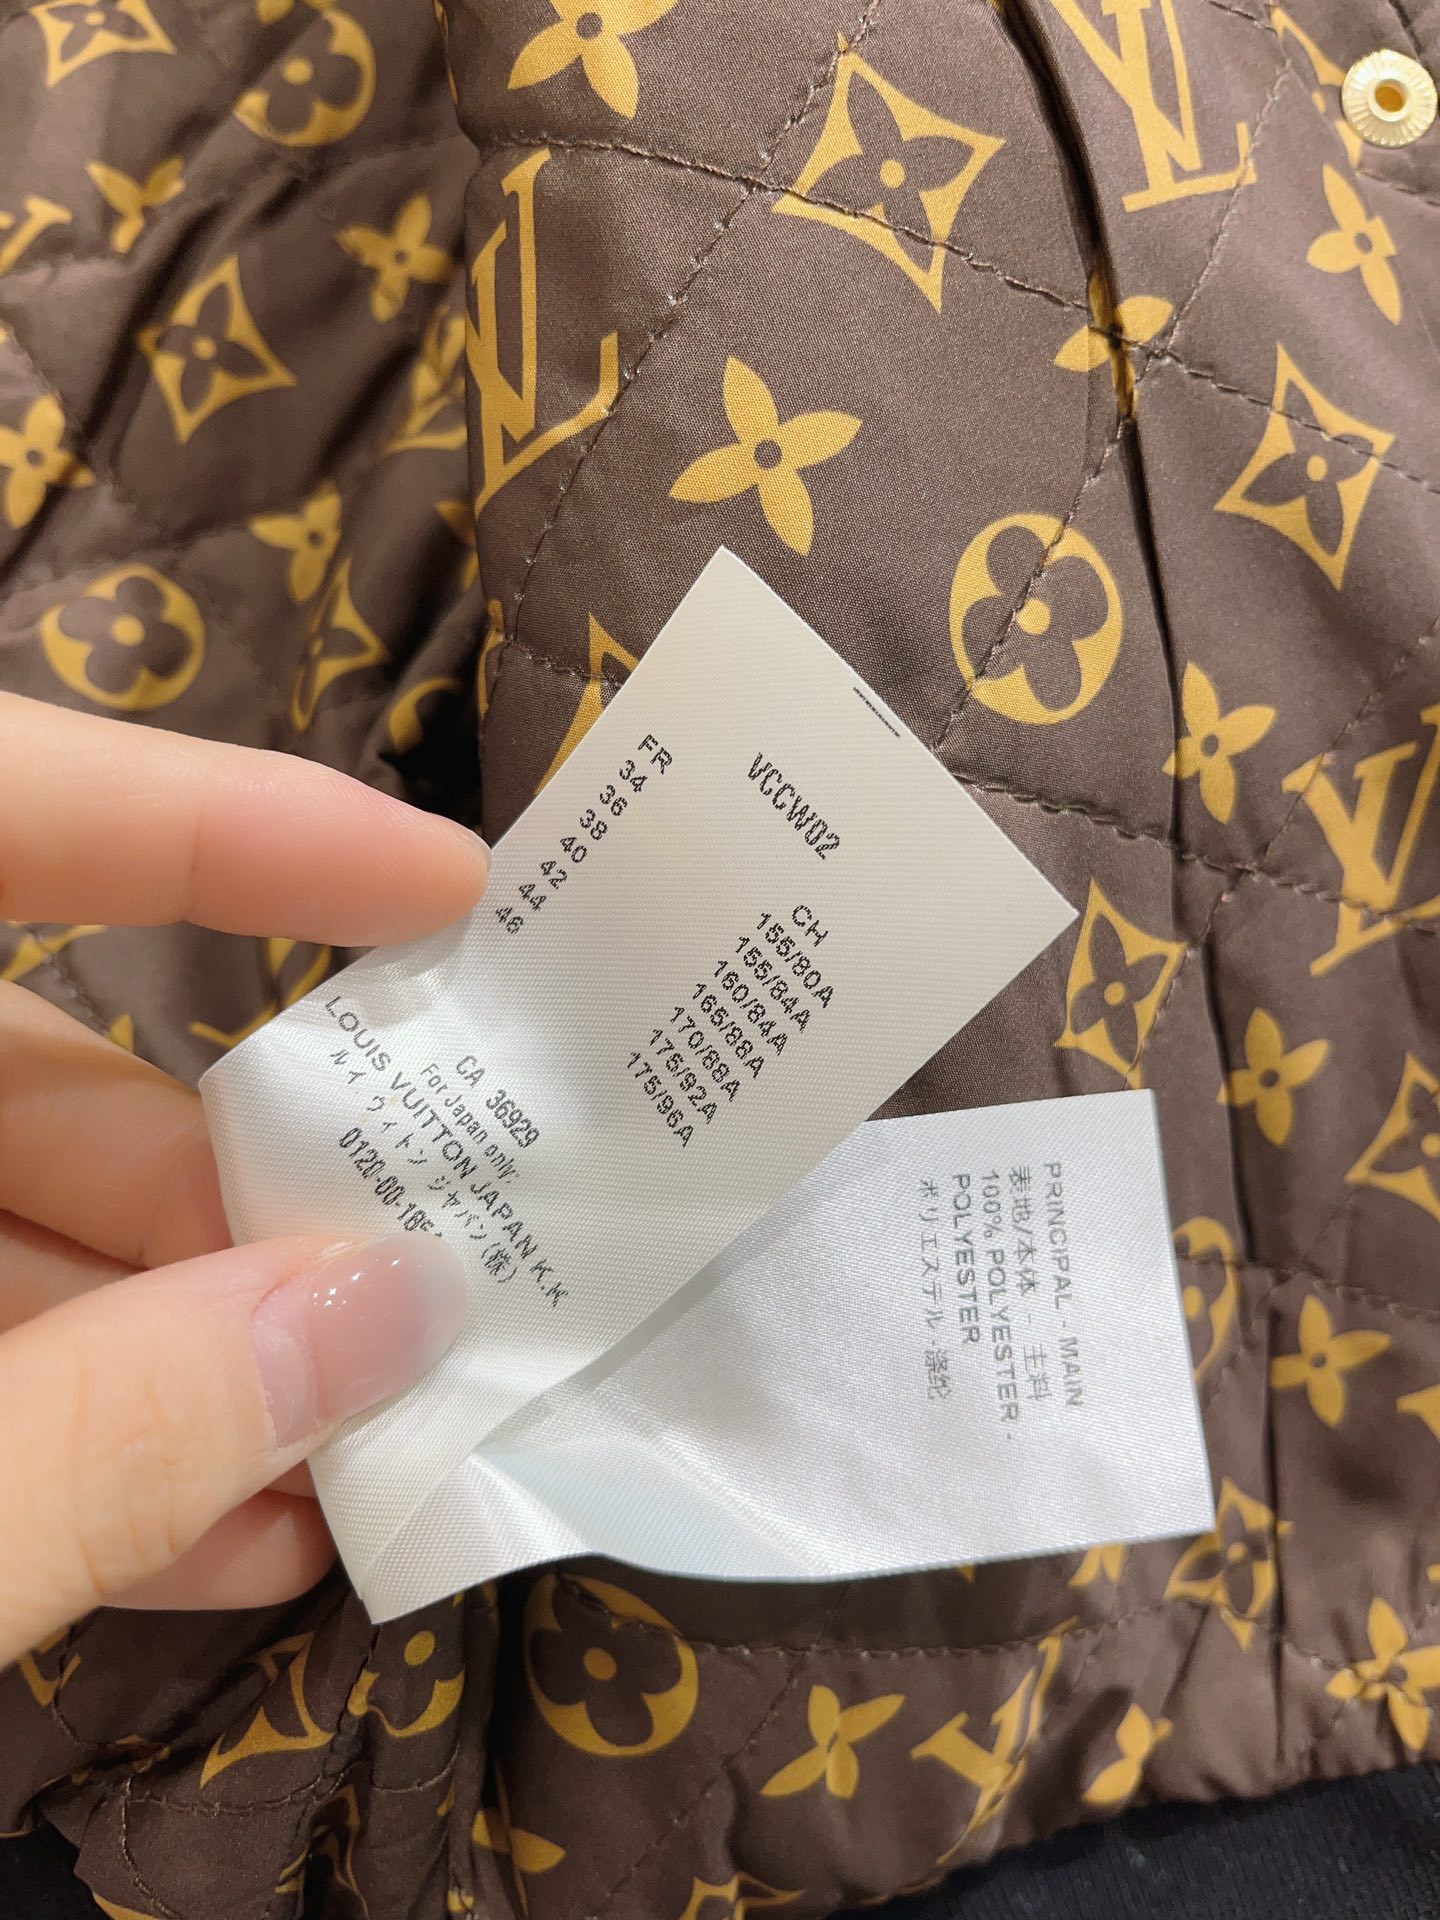 VCCW02
FR CH
34 155/80A
36 155/84A
38 160/84A
40 165/88A
42 170/88A
44 175/92A
46 175/96A
CA 36929
For Japan only:
LOUIS VUITTON JAPAN K.K
ルイ ヴィトン ジャパン(株)
0120-00-185
PRINCIPAL - MAIN
表地/本体 - 主料
100% POLYESTER -
POLYESTER
ポリエステル - 涤纶